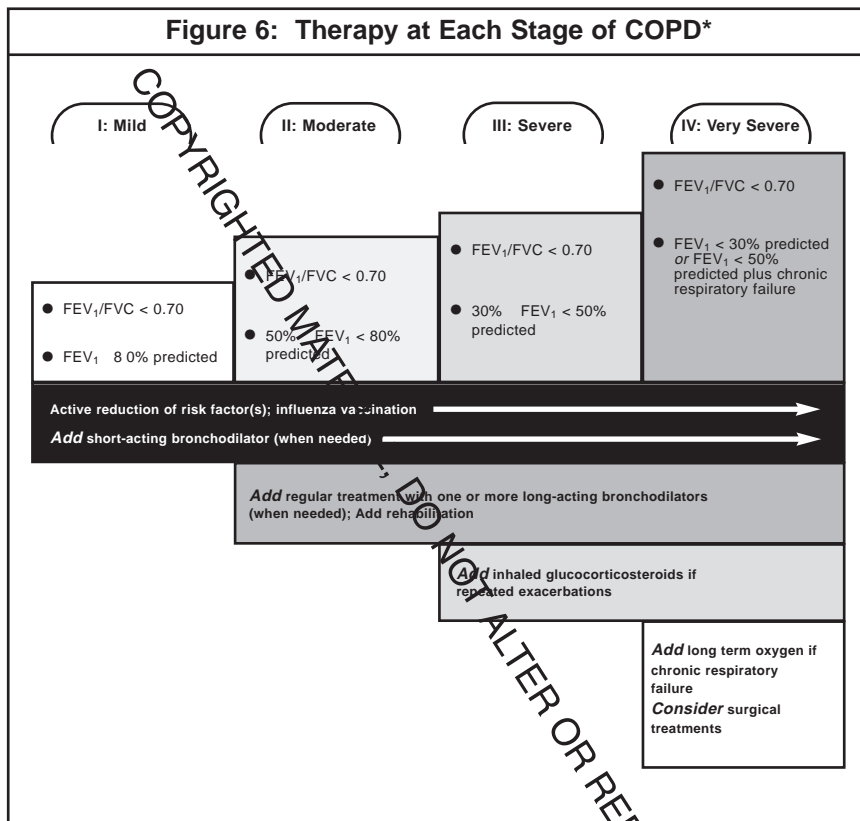 Figure 6: Therapy at Each Stage of COPD*
I: Mild
II: Moderate
III: Severe
IV: Very Severe
● FEV₁/FVC < 0.70
● FEV₁ 8 0% predicted
● FEV₁/FVC < 0.70
● 50% FEV₁ < 80%
predicted
● FEV₁/FVC < 0.70
● 30% FEV₁ < 50%
predicted
● FEV₁/FVC < 0.70
● FEV₁ < 30% predicted
or FEV₁ < 50%
predicted plus chronic
respiratory failure
Active reduction of risk factor(s); influenza vaccination
Add short-acting bronchodilator (when needed)
Add regular treatment with one or more long-acting bronchodilators
(when needed); Add rehabilitation
Add inhaled glucocorticosteroids if
repeated exacerbations
Add long term oxygen if
chronic respiratory
failure
Consider surgical
treatments
COPYRIGHTED MATERIAL, DO NOT ALTER OR